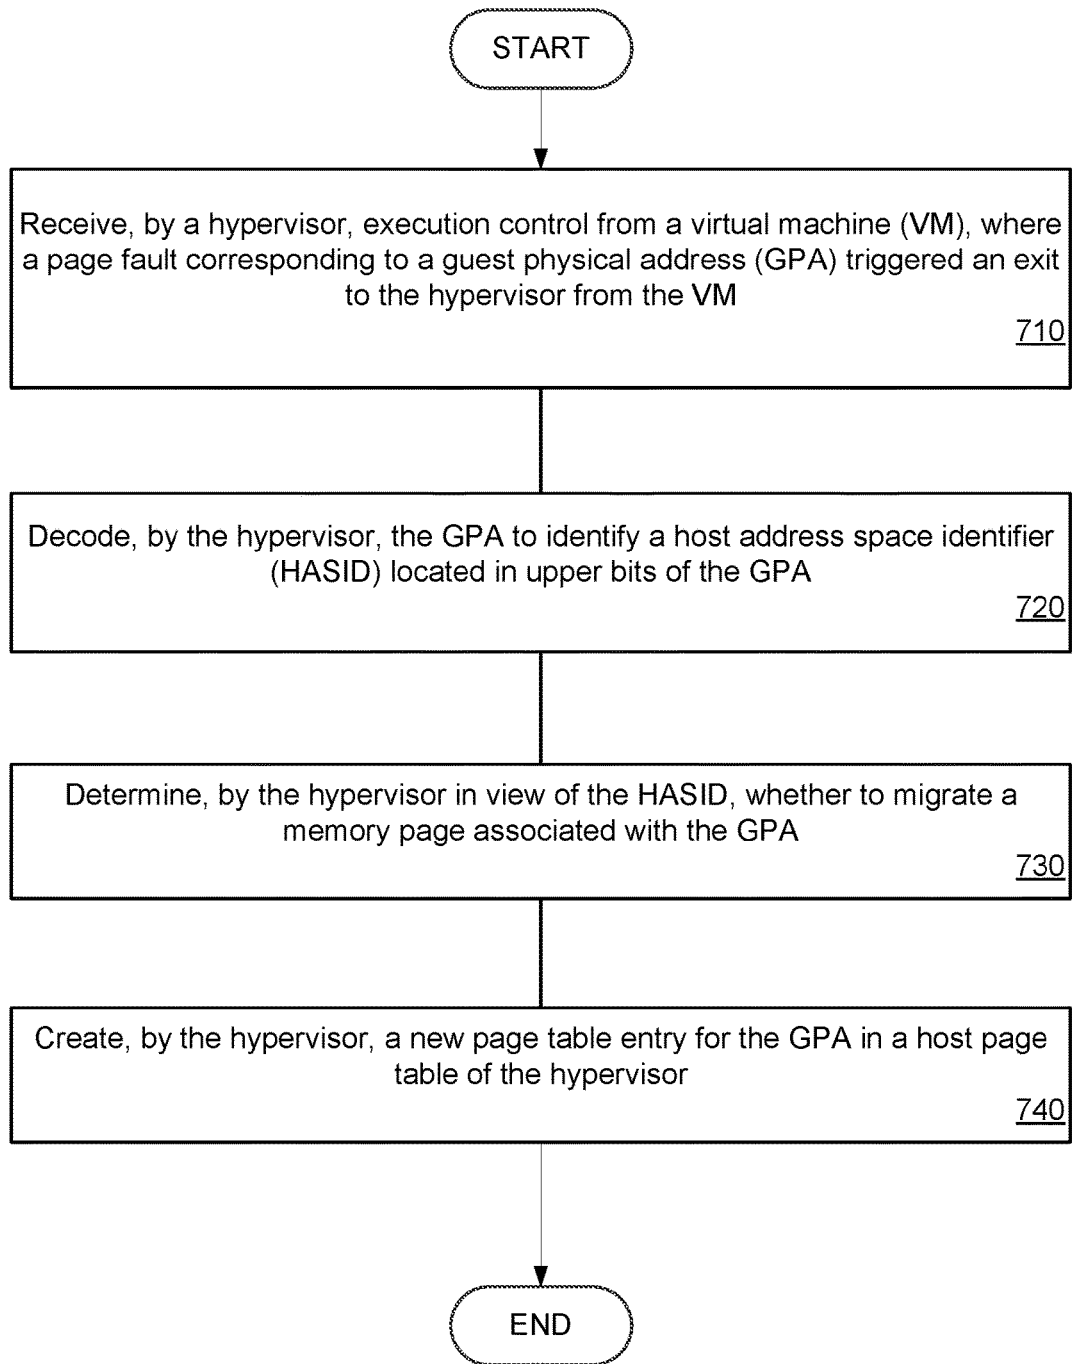 START
Receive, by a hypervisor, execution control from a virtual machine (VM), where
a page fault corresponding to a guest physical address (GPA) triggered an exit
to the hypervisor from the VM
710
Decode, by the hypervisor, the GPA to identify a host address space identifier
(HASID) located in upper bits of the GPA
720
Determine, by the hypervisor in view of the HASID, whether to migrate a
memory page associated with the GPA
730
Create, by the hypervisor, a new page table entry for the GPA in a host page
table of the hypervisor
740
END